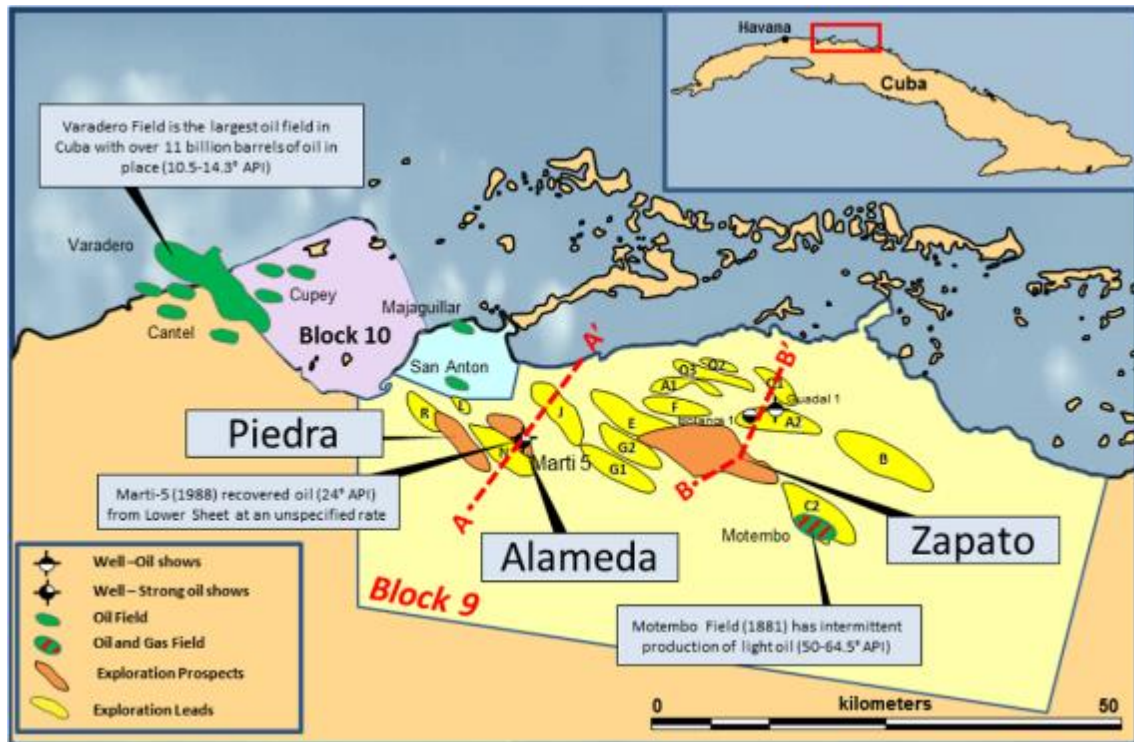 Havana
Cuba
Varadero Field is the largest oil field in
Cuba with over 11 billion barrels of oil in
place (10.5-14.3° API)
Varadero
Cupey
Cantel
Block 10
Majaguillar
San Anton
A'
B'
Q3
Q2
A1
Guadal 1
F
A2
R
L
J
E
G2
G1
B
N
Piedra
Marti 5
A
B
C2
Marti-5 (1988) recovered oil (24° API)
from Lower Sheet at an unspecified rate
Alameda
Motembo
Zapato
Block 9
Motembo Field (1881) has intermittent
production of light oil (50-64.5° API)
Well –Oil shows
Well – Strong oil shows
Oil Field
Oil and Gas Field
Exploration Prospects
Exploration Leads
0
kilometers
50